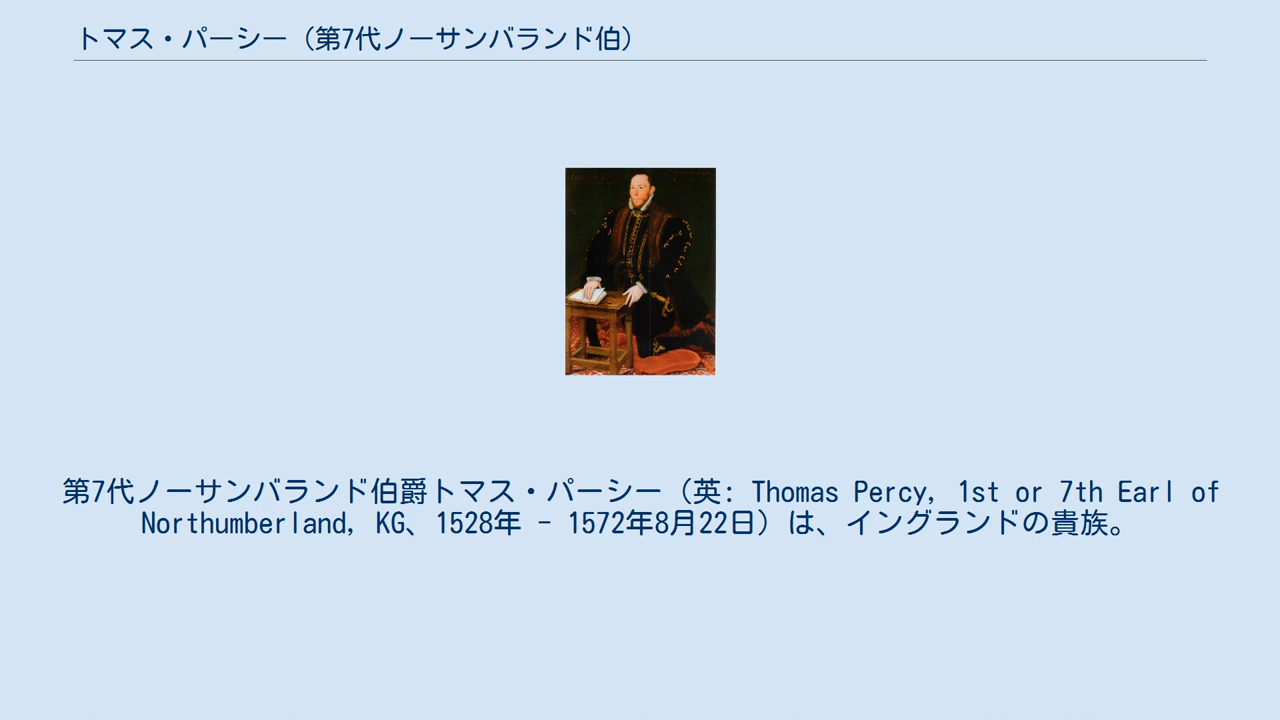 トマス・パーシー（第7代ノーサンバランド伯）
第7代ノーサンバランド伯爵トマス・パーシー（英: Thomas Percy, 1st or 7th Earl of
Northumberland, KG、1528年 - 1572年8月22日）は、イングランドの貴族。